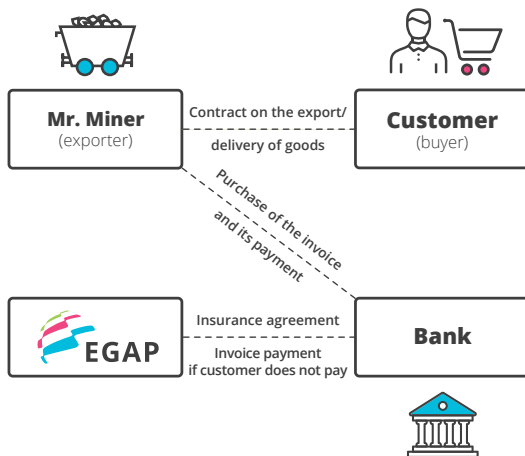 Mr. Miner
(exporter)
Contract on the export/
delivery of goods
Customer
(buyer)
Purchase of the invoice
and its payment
EGAP
Insurance agreement
Invoice payment
if customer does not pay
Bank